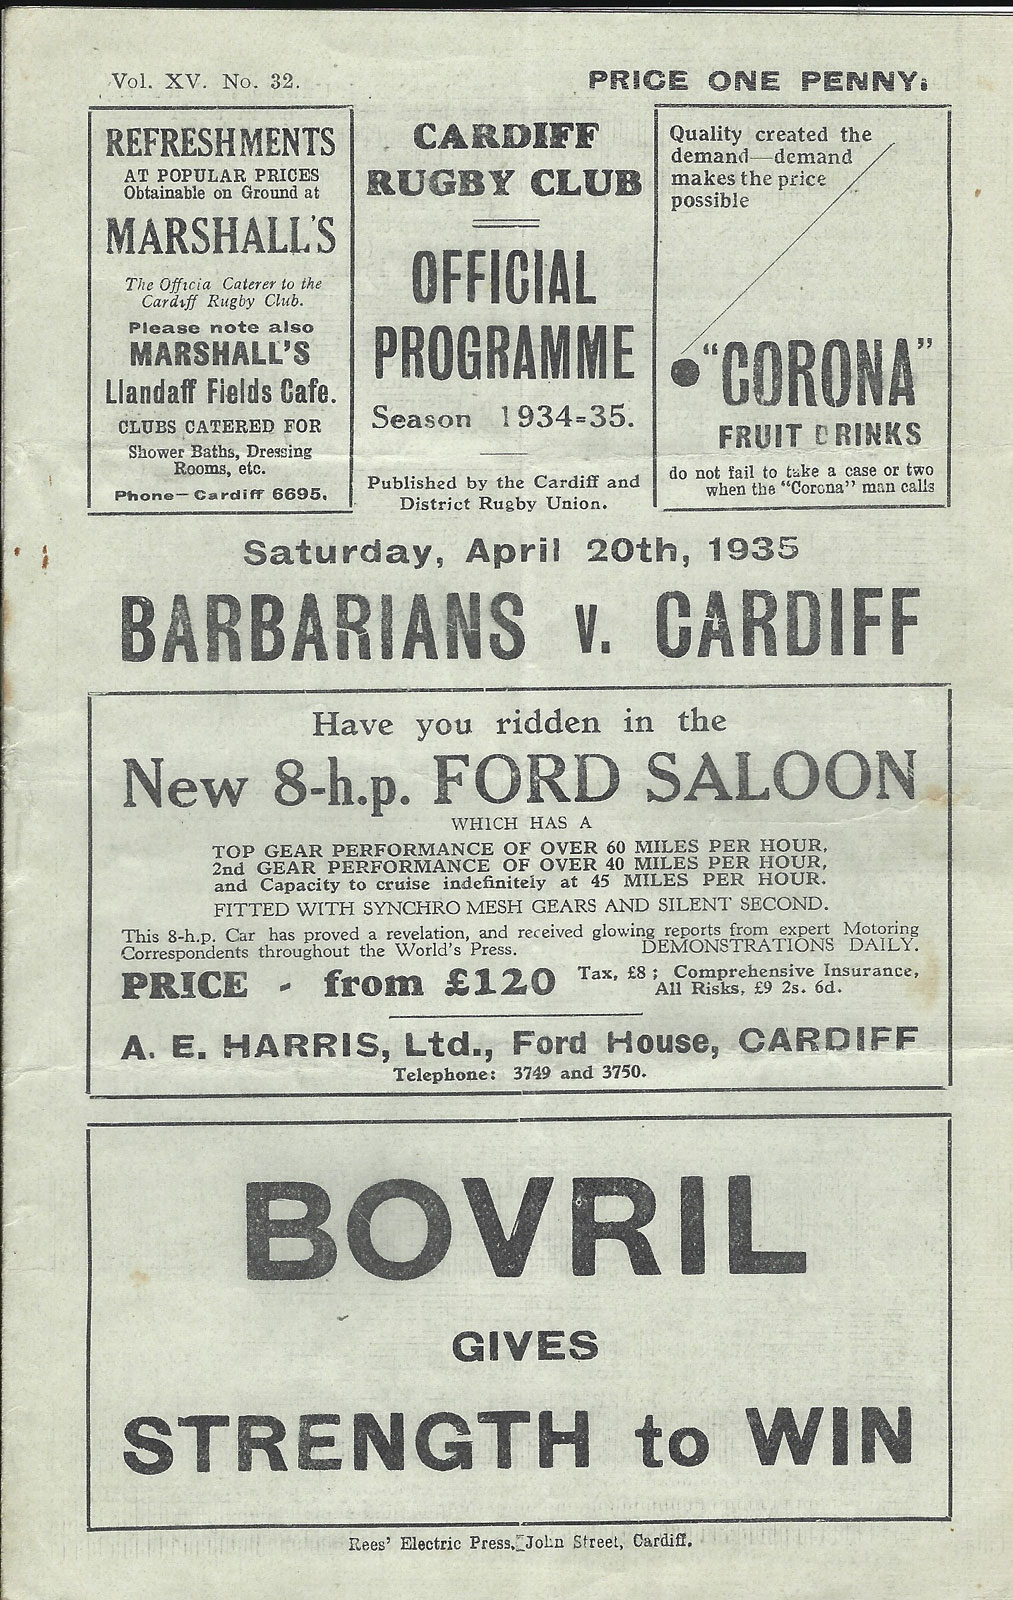 Vol. XV. No. 32.
PRICE ONE PENNY.
REFRESHMENTS
AT POPULAR PRICES
Obtainable on Ground at
MARSHALL'S
The Officia Caterer to the
Cardiff Rugby Club.
Please note also
MARSHALL'S
Llandaff Fields Cafe.
CLUBS CATERED FOR
Shower Baths, Dressing
Rooms, etc.
Phone—Cardiff 6695.
CARDIFF
RUGBY CLUB
OFFICIAL
PROGRAMME
Season 1934-35.
Published by the Cardiff and
District Rugby Union.
Quality created the
demand—demand
makes the price
possible
"CORONA"
FRUIT DRINKS
do not fail to take a case or two
when the "Corona" man calls
Saturday, April 20th, 1935
BARBARIANS v. CARDIFF
Have you ridden in the
New 8-h.p. FORD SALOON
WHICH HAS A
TOP GEAR PERFORMANCE OF OVER 60 MILES PER HOUR,
2nd GEAR PERFORMANCE OF OVER 40 MILES PER HOUR,
and Capacity to cruise indefinitely at 45 MILES PER HOUR.
FITTED WITH SYNCHRO MESH GEARS AND SILENT SECOND.
This 8-h.p. Car has proved a revelation, and received glowing reports from expert Motoring
Correspondents throughout the World's Press. DEMONSTRATIONS DAILY.
PRICE - from £120 Tax, £8; Comprehensive Insurance,
All Risks, £9 2s. 6d.
A. E. HARRIS, Ltd., Ford House, CARDIFF
Telephone: 3749 and 3750.
BOVRIL
GIVES
STRENGTH to WIN
Rees' Electric Press, John Street, Cardiff.